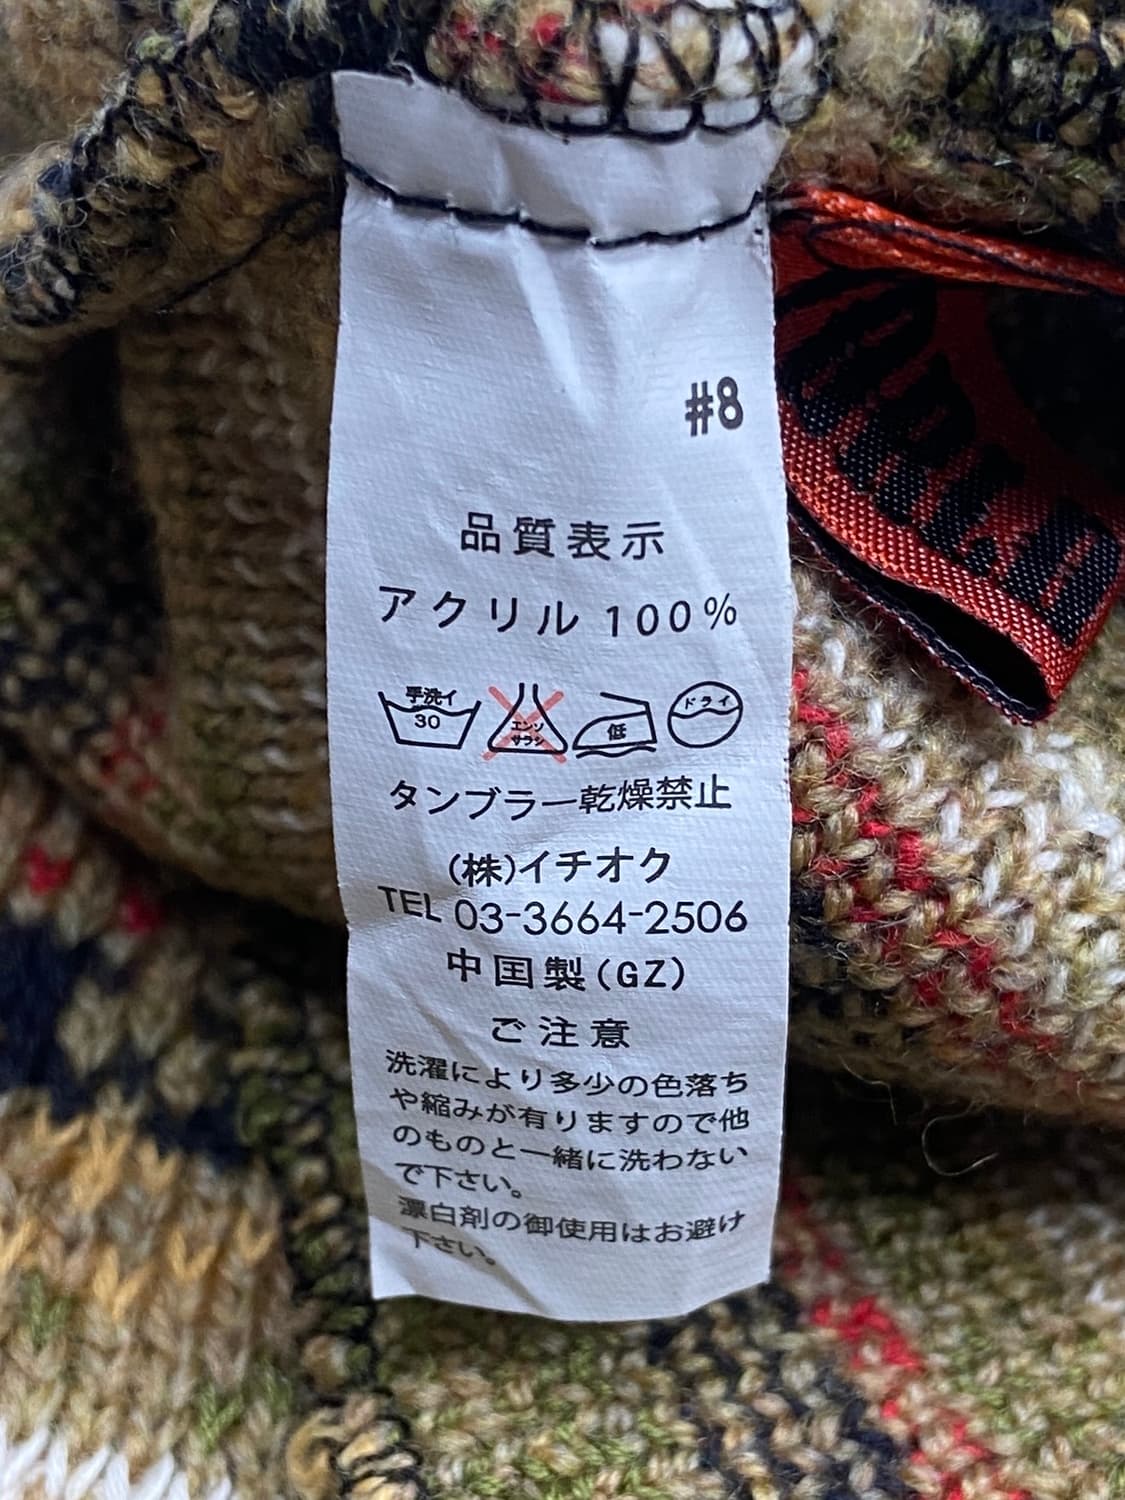 #8
品質表示
アクリル 100%
手洗イ
30
エンソ
サラシ
低
ドライ
タンブラー乾燥禁止
(株)イチオク
TEL 03-3664-2506
中国製(GZ)
ご注意
洗濯により多少の色落ち
や縮みが有りますので他
のものと一緒に洗わない
で下さい。
漂白剤の御使用はお避け
下さい。